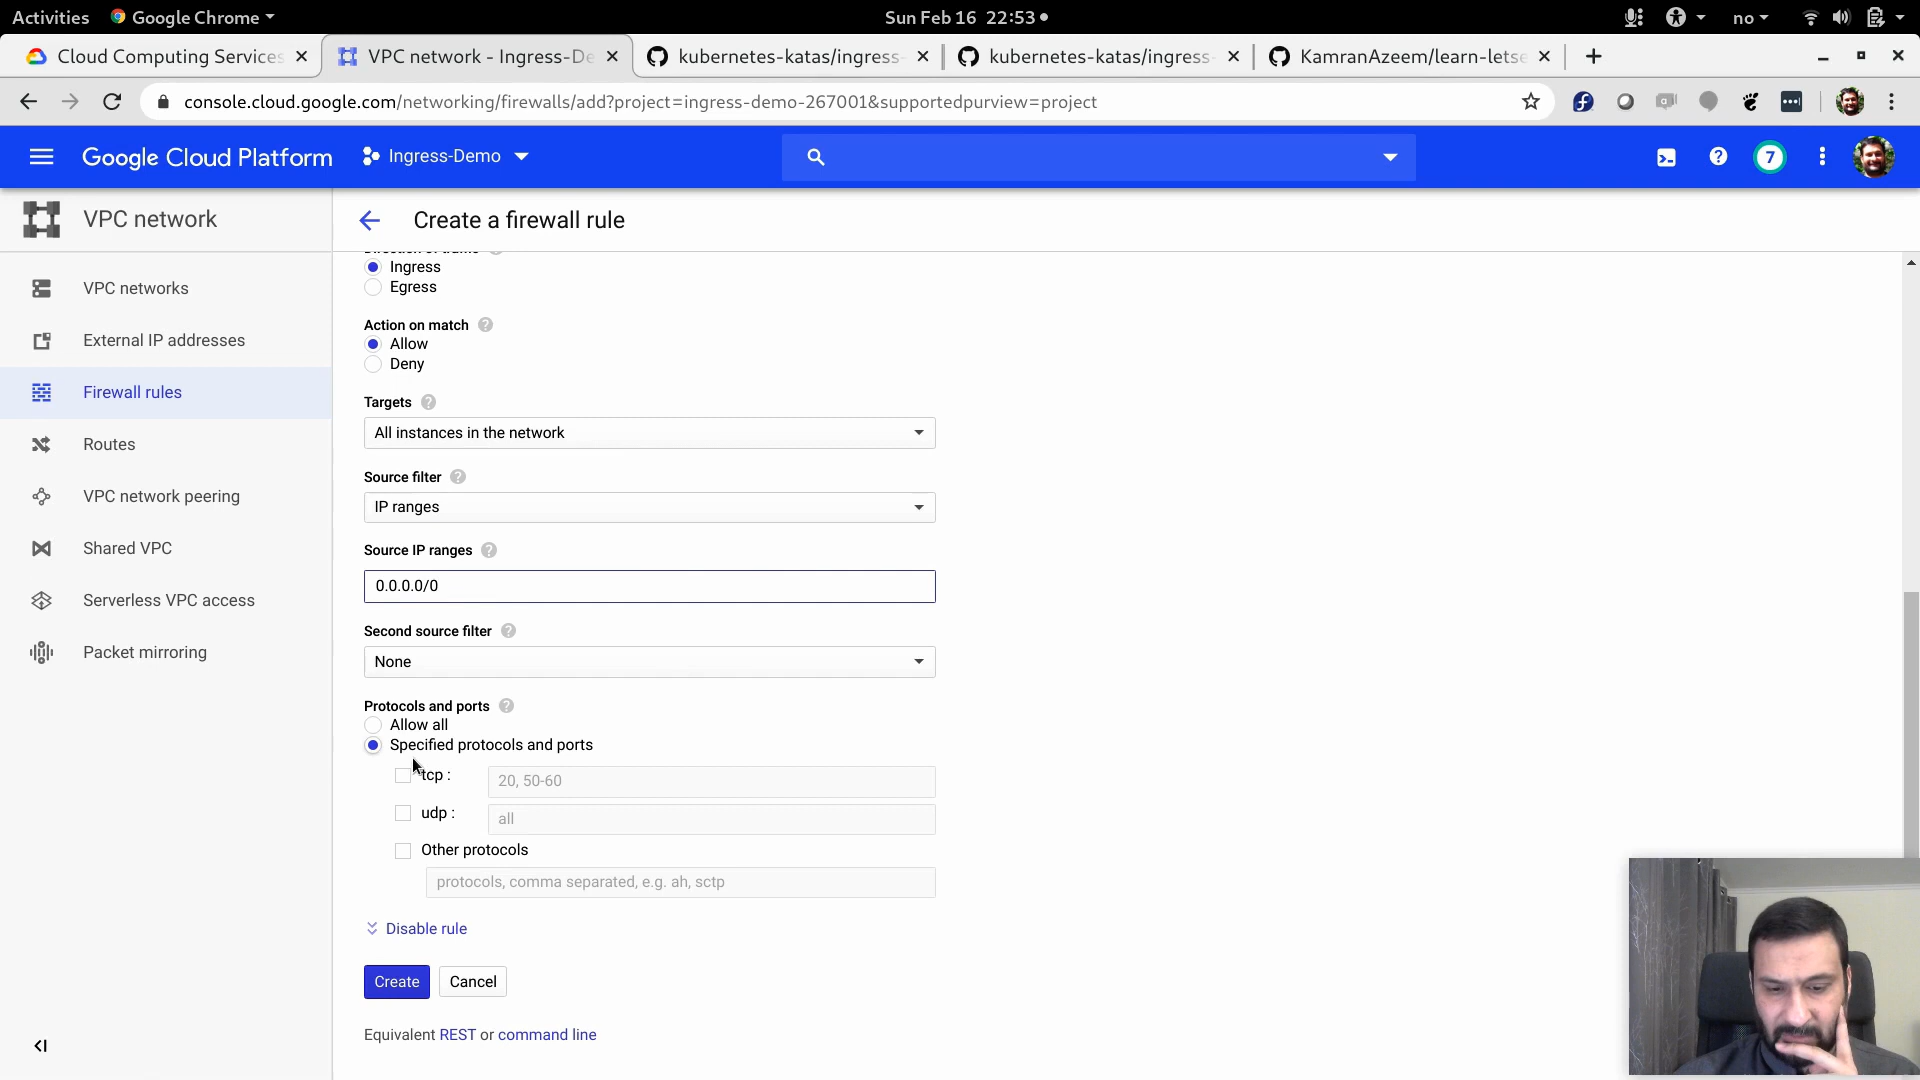 Activities
Google Chrome
Sun Feb 16 22:53
no
Cloud Computing Services
VPC network - Ingress-De
kubernetes-katas/ingress-
kubernetes-katas/ingress-
KamranAzeem/learn-letse
console.cloud.google.com/networking/firewalls/add?project=ingress-demo-267001&supportedpurview=project
Google Cloud Platform
Ingress-Demo
7
VPC network
Create a firewall rule
VPC networks
External IP addresses
Firewall rules
Routes
VPC network peering
Serverless VPC access
Shared VPC
Packet mirroring
Direction of traffic
Ingress
Egress
Action on match
Allow
Deny
Targets
All instances in the network
Source filter
IP ranges
Source IP ranges
0.0.0.0/0
Second source filter
None
Protocols and ports
Allow all
Specified protocols and ports
tcp :
20, 50-60
udp :
all
Other protocols
protocols, comma separated, e.g. ah, sctp
Disable rule
Create
Cancel
Equivalent REST or command line